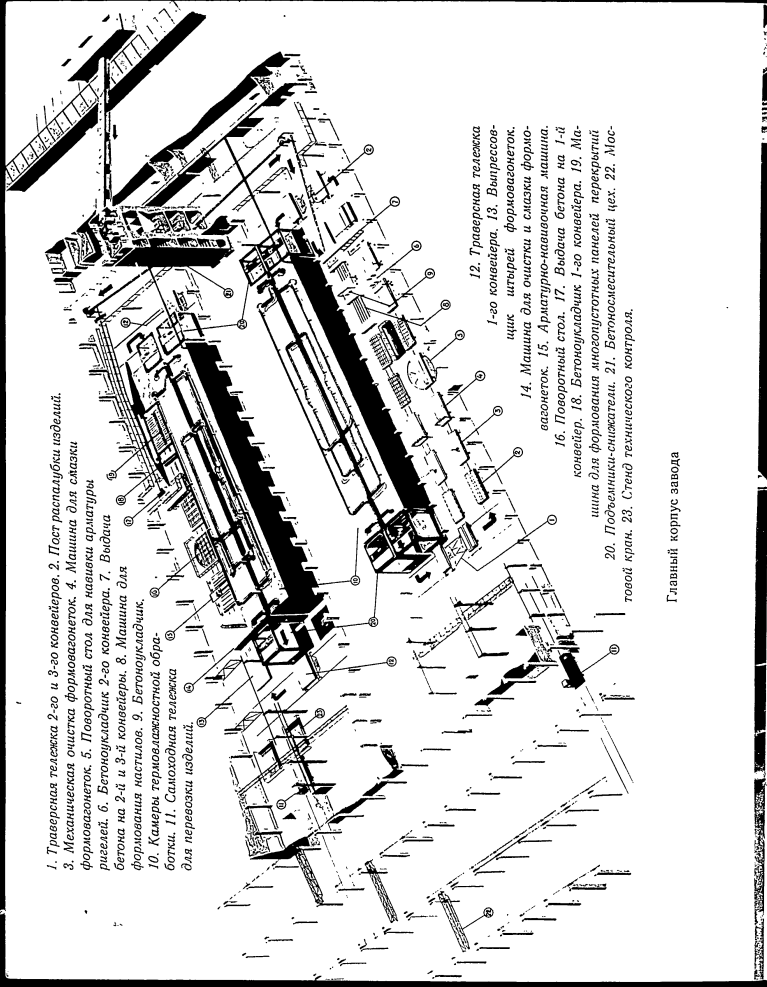 1. Траверсная тележка 2-го и 3-го конвейеров. 2. Пост распалубки изделий.
3. Механическая очистка формовагонеток. 4. Машина для смазки
формовагонеток. 5. Поворотный стол для навивки арматуры
ригелей. 6. Бетоноукладчик 2-го конвейера. 7. Выдача
бетона на 2-й и 3-й конвейеры. 8. Машина для
формования настилов. 9. Бетоноукладчик.
10. Камеры термовлажностной обра-
ботки. 11. Самоходная тележка
для перевозки изделий.
12. Траверсная тележка
1-го конвейера. 13. Выпрессов-
щик штырей формовагонеток.
14. Машина для очистки и смазки формо-
вагонеток. 15. Арматурно-навивочная машина.
16. Поворотный стол. 17. Выдача бетона на 1-й
конвейер. 18. Бетоноукладчик 1-го конвейера. 19. Ма-
шина для формования многопустотных панелей перекрытий
20. Подъемники-снижатели. 21. Бетоносмесительный цех. 22. Мос-
товой кран. 23. Стенд технического контроля.
Главный корпус завода